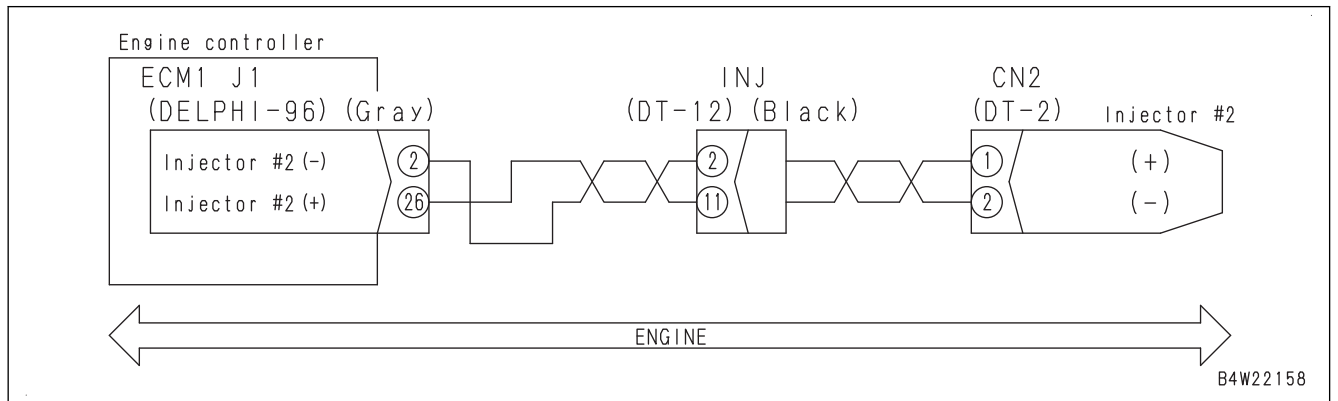 Engine controller
ECM1 J1 INJ CN2
(DELPHI-96) (Gray) (DT-12) (Black) (DT-2) Injector #2
Injector #2 (-) 2 2 1 (+)
Injector #2 (+) 26 11 2 (-)
ENGINE
B4W22158